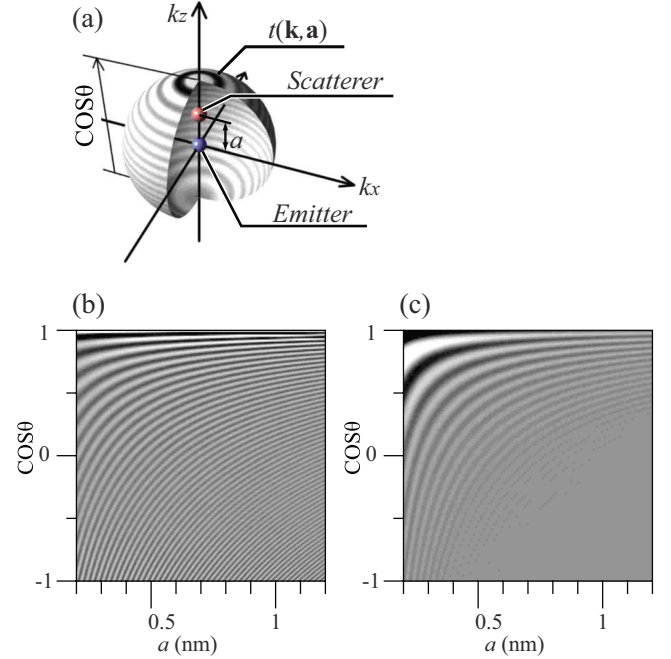 (a)
kz
t(k,a)
Scatterer
COSθ
a
kx
Emitter
(b)
(c)
1
1
COSθ
0
COSθ
0
-1
-1
0.5
1
0.5
1
a (nm)
a (nm)